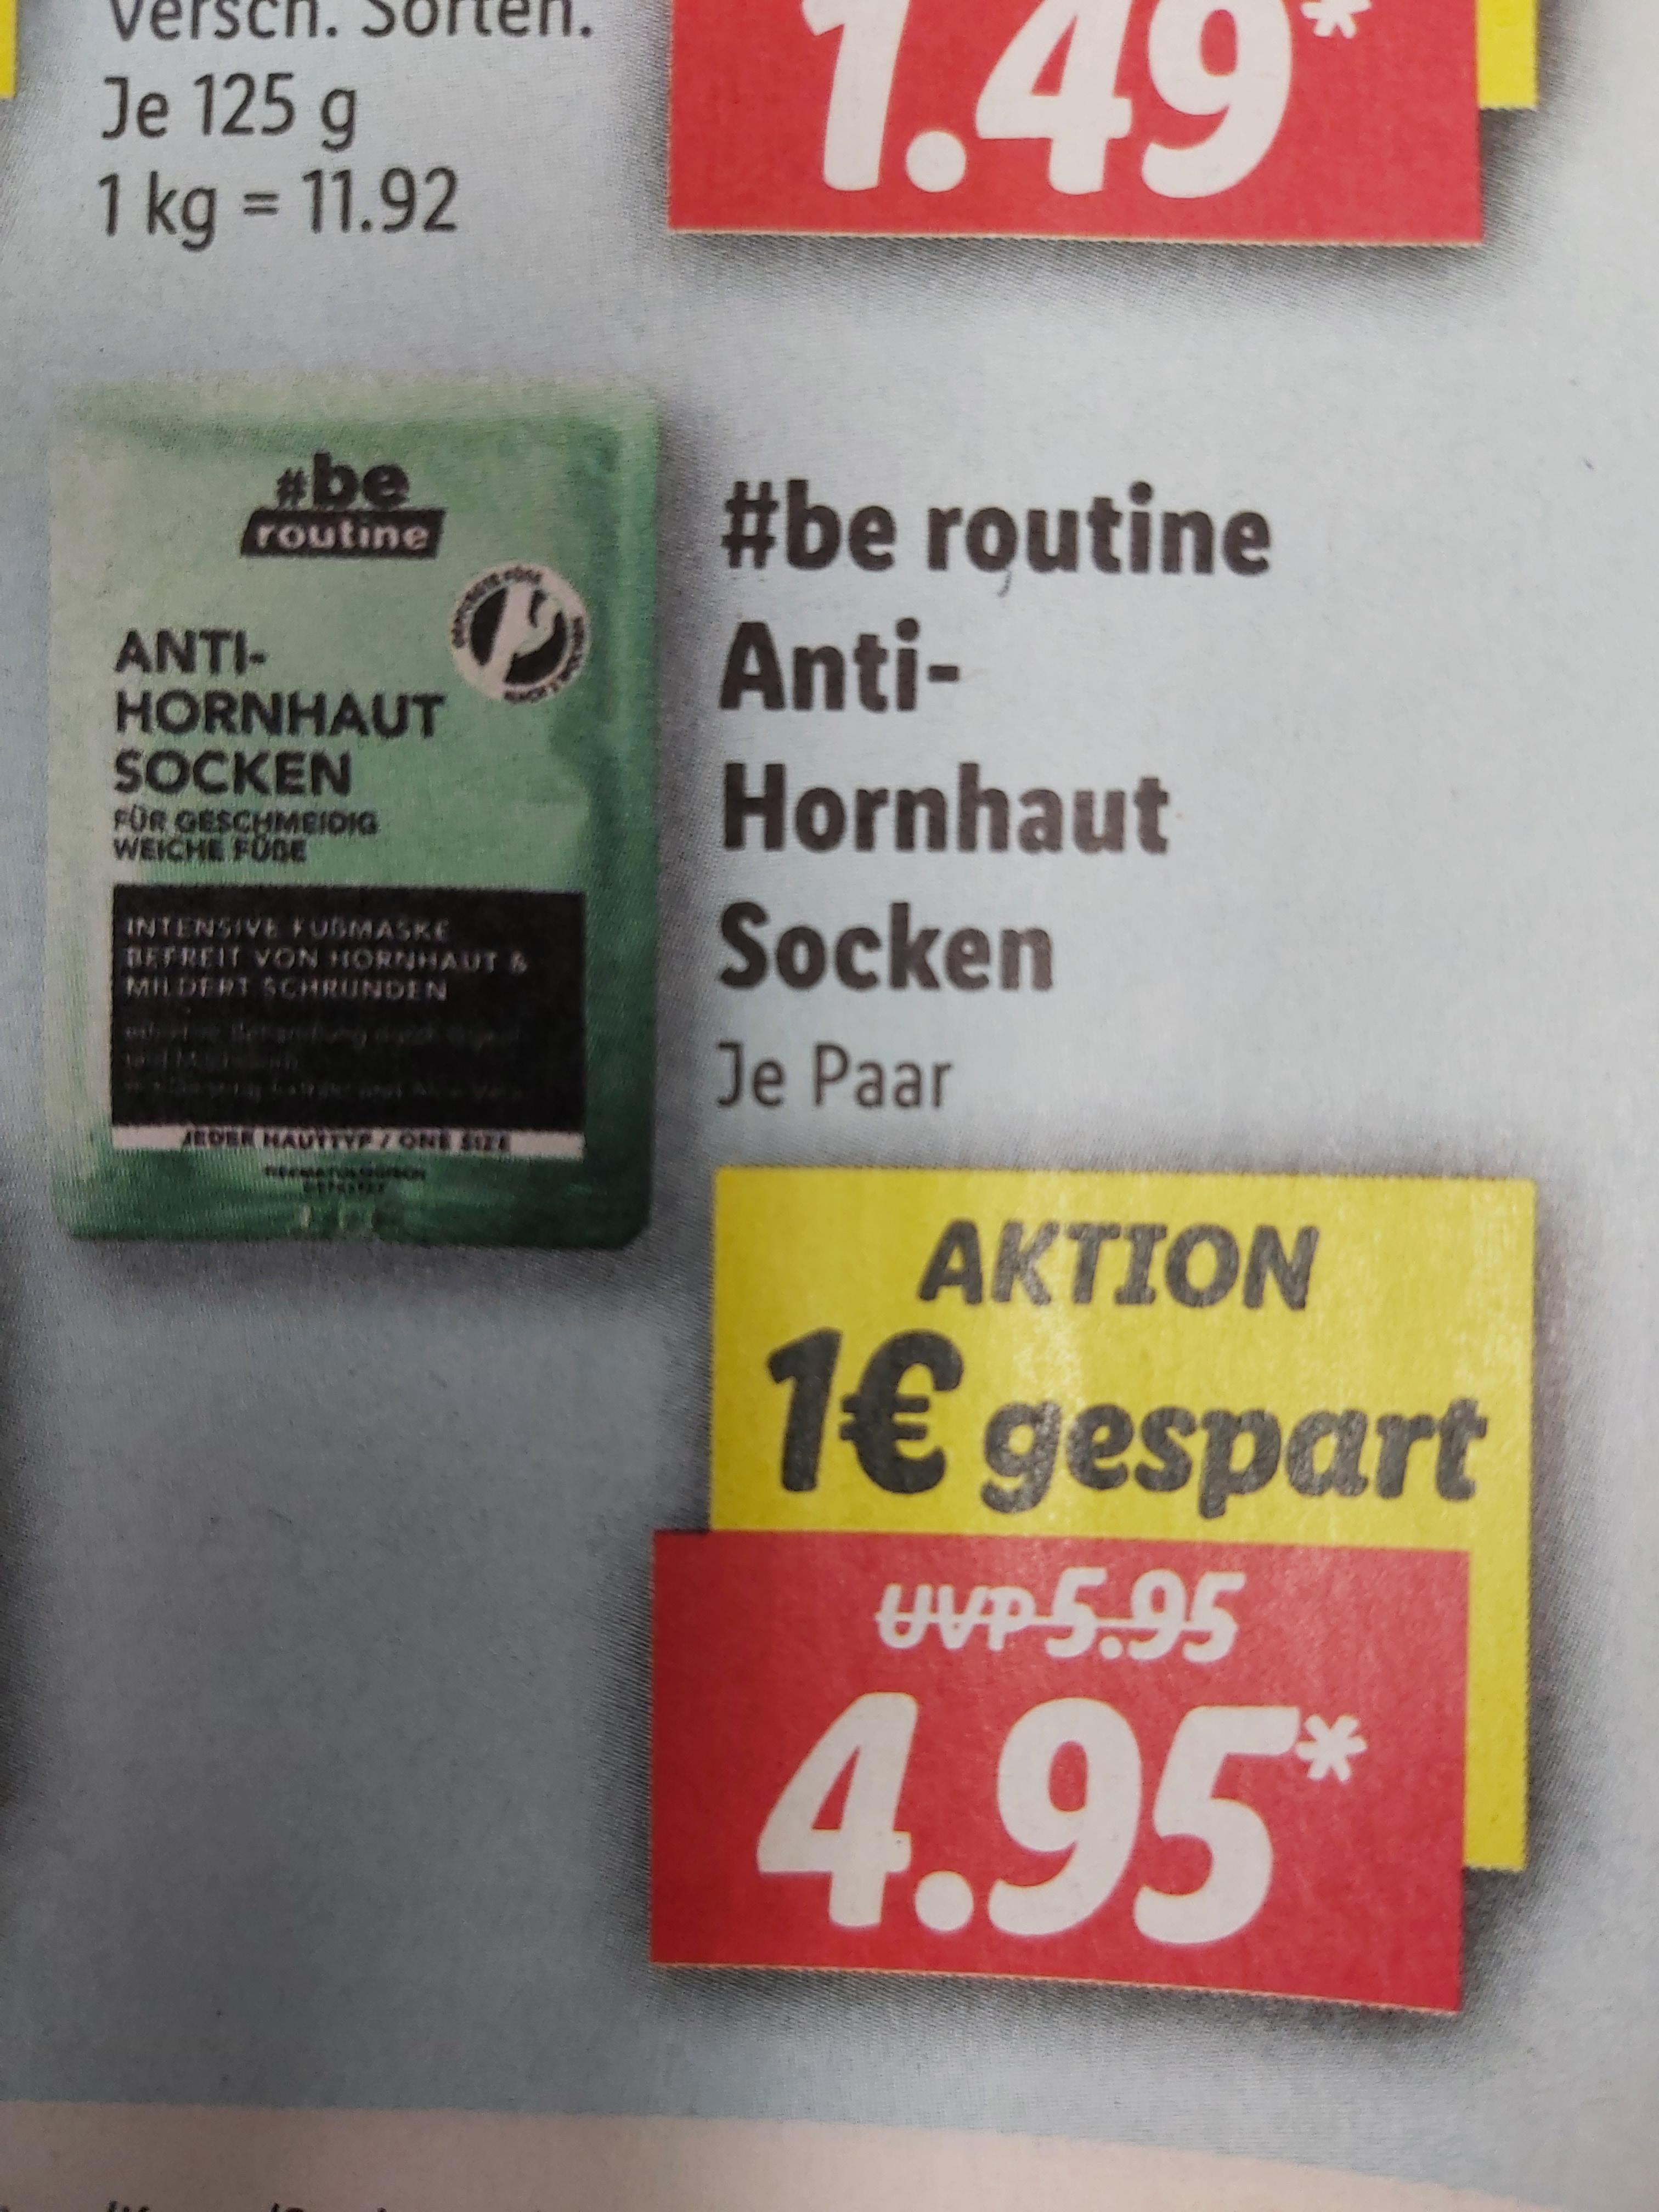 Versch. Sorten.
Je 125 g
1 kg = 11.92
1.49*
#be
routine
ANTI-
HORNHAUT
SOCKEN
FÜR GESCHMEIDIG
WEICHE FÜßE
INTENSIVE FUßMASKE
BEFREIT VON HORNHAUT &
MILDERT SCHRUNDEN
JEDER HAUTTYP / ONE SIZE
DERMATOLOGISCH
GETESTET
#be routine
Anti-
Hornhaut
Socken
Je Paar
AKTION
1€ gespart
UVP 5.95
4.95*